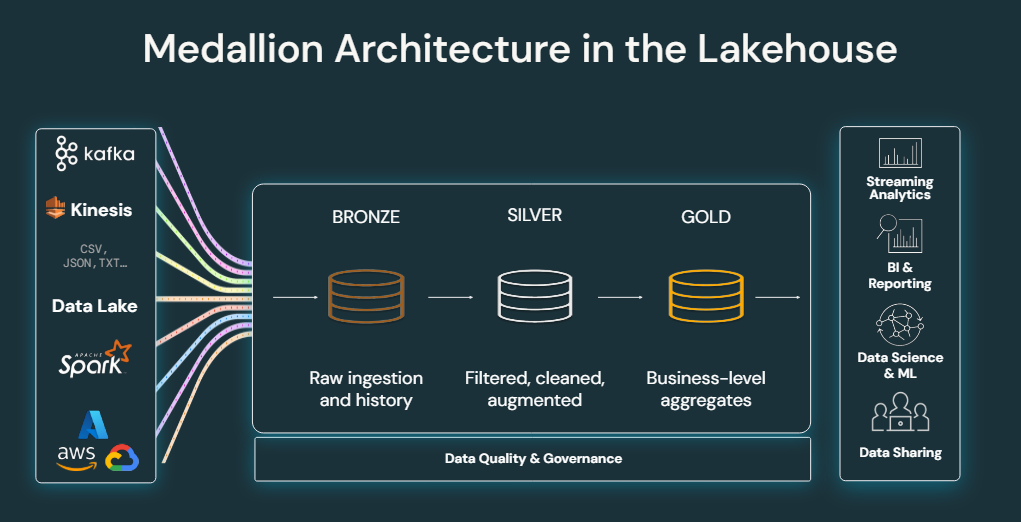 Medallion Architecture in the Lakehouse
kafka
Kinesis
CSV,
JSON,TXT…
Data Lake
APACHE
Spark
aws
BRONZE
SILVER
GOLD
Raw ingestion
and history
Filtered, cleaned,
augmented
Business-level
aggregates
Data Quality & Governance
Streaming
Analytics
BI &
Reporting
Data Science
& ML
Data Sharing